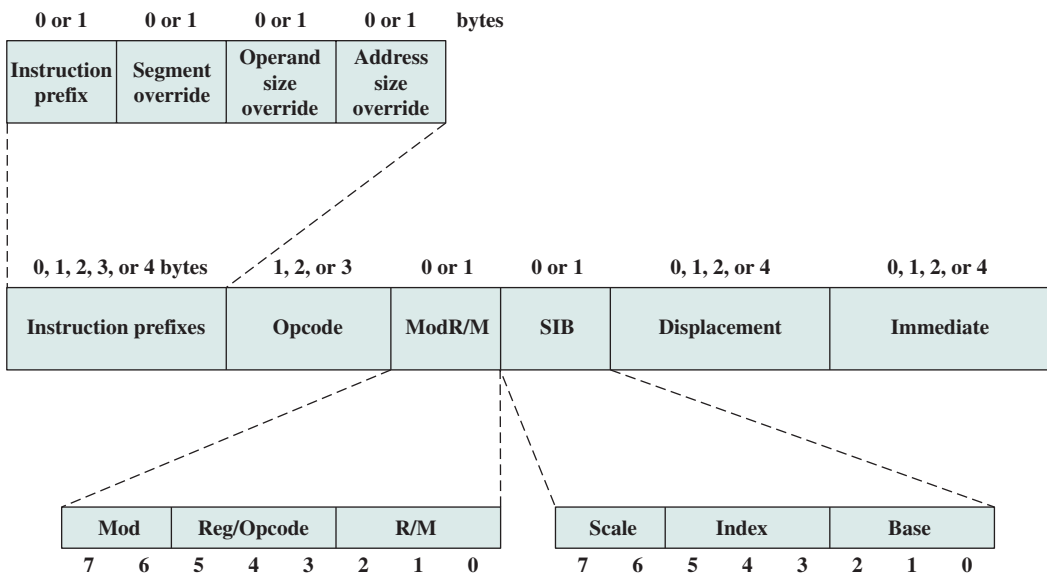 0 or 1 0 or 1 0 or 1 0 or 1 bytes
Instruction prefix
Segment override
Operand size override
Address size override
0, 1, 2, 3, or 4 bytes 1, 2, or 3 0 or 1 0 or 1 0, 1, 2, or 4 0, 1, 2, or 4
Instruction prefixes Opcode ModR/M SIB Displacement Immediate
Mod Reg/Opcode R/M Scale Index Base
7 6 5 4 3 2 1 0 7 6 5 4 3 2 1 0